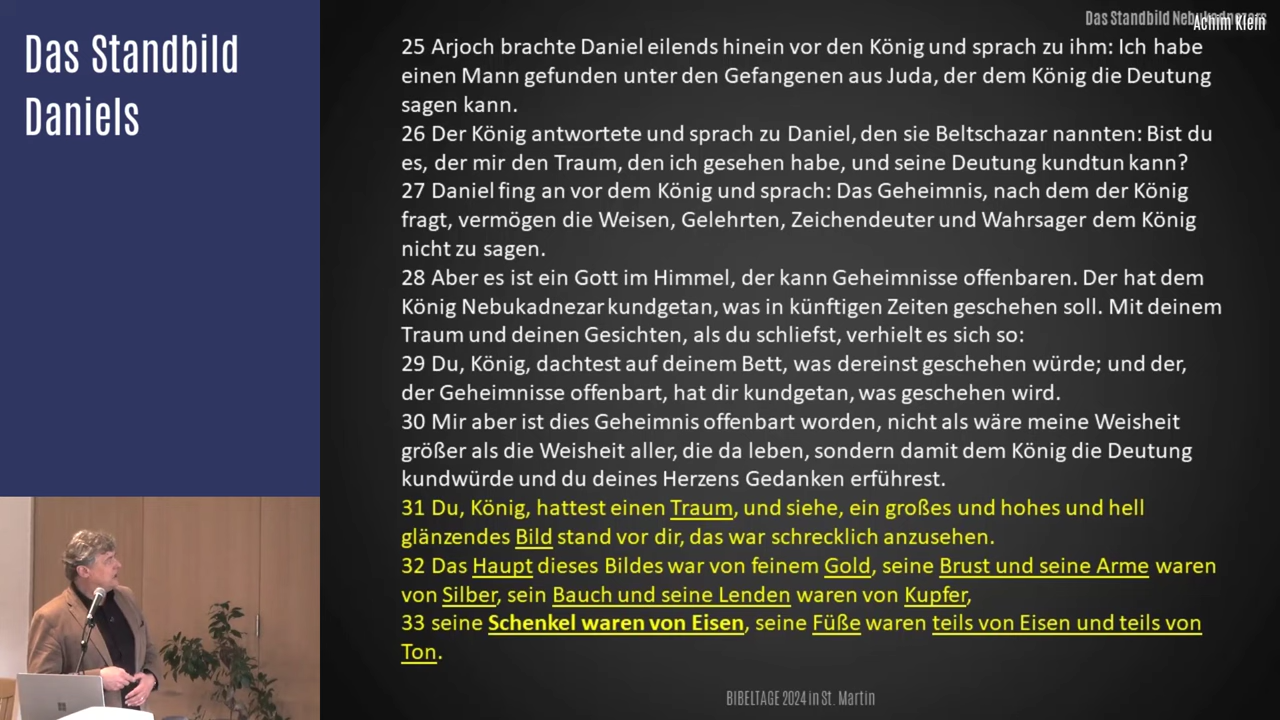 Das Standbild
Daniels
Das Standbild Nebukadnezars
Achim Klein
25 Arjoch brachte Daniel eilends hinein vor den König und sprach zu ihm: Ich habe
einen Mann gefunden unter den Gefangenen aus Juda, der dem König die Deutung
sagen kann.
26 Der König antwortete und sprach zu Daniel, den sie Beltschazar nannten: Bist du
es, der mir den Traum, den ich gesehen habe, und seine Deutung kundtun kann?
27 Daniel fing an vor dem König und sprach: Das Geheimnis, nach dem der König
fragt, vermögen die Weisen, Gelehrten, Zeichendeuter und Wahrsager dem König
nicht zu sagen.
28 Aber es ist ein Gott im Himmel, der kann Geheimnisse offenbaren. Der hat dem
König Nebukadnezar kundgetan, was in künftigen Zeiten geschehen soll. Mit deinem
Traum und deinen Gesichten, als du schliefst, verhielt es sich so:
29 Du, König, dachtest auf deinem Bett, was dereinst geschehen würde; und der,
der Geheimnisse offenbart, hat dir kundgetan, was geschehen wird.
30 Mir aber ist dies Geheimnis offenbart worden, nicht als wäre meine Weisheit
größer als die Weisheit aller, die da leben, sondern damit dem König die Deutung
kundwürde und du deines Herzens Gedanken erführest.
31 Du, König, hattest einen Traum, und siehe, ein großes und hohes und hell
glänzendes Bild stand vor dir, das war schrecklich anzusehen.
32 Das Haupt dieses Bildes war von feinem Gold, seine Brust und seine Arme waren
von Silber, sein Bauch und seine Lenden waren von Kupfer,
33 seine Schenkel waren von Eisen, seine Füße waren teils von Eisen und teils von
Ton.
BIBELTAGE 2024 in St. Martin